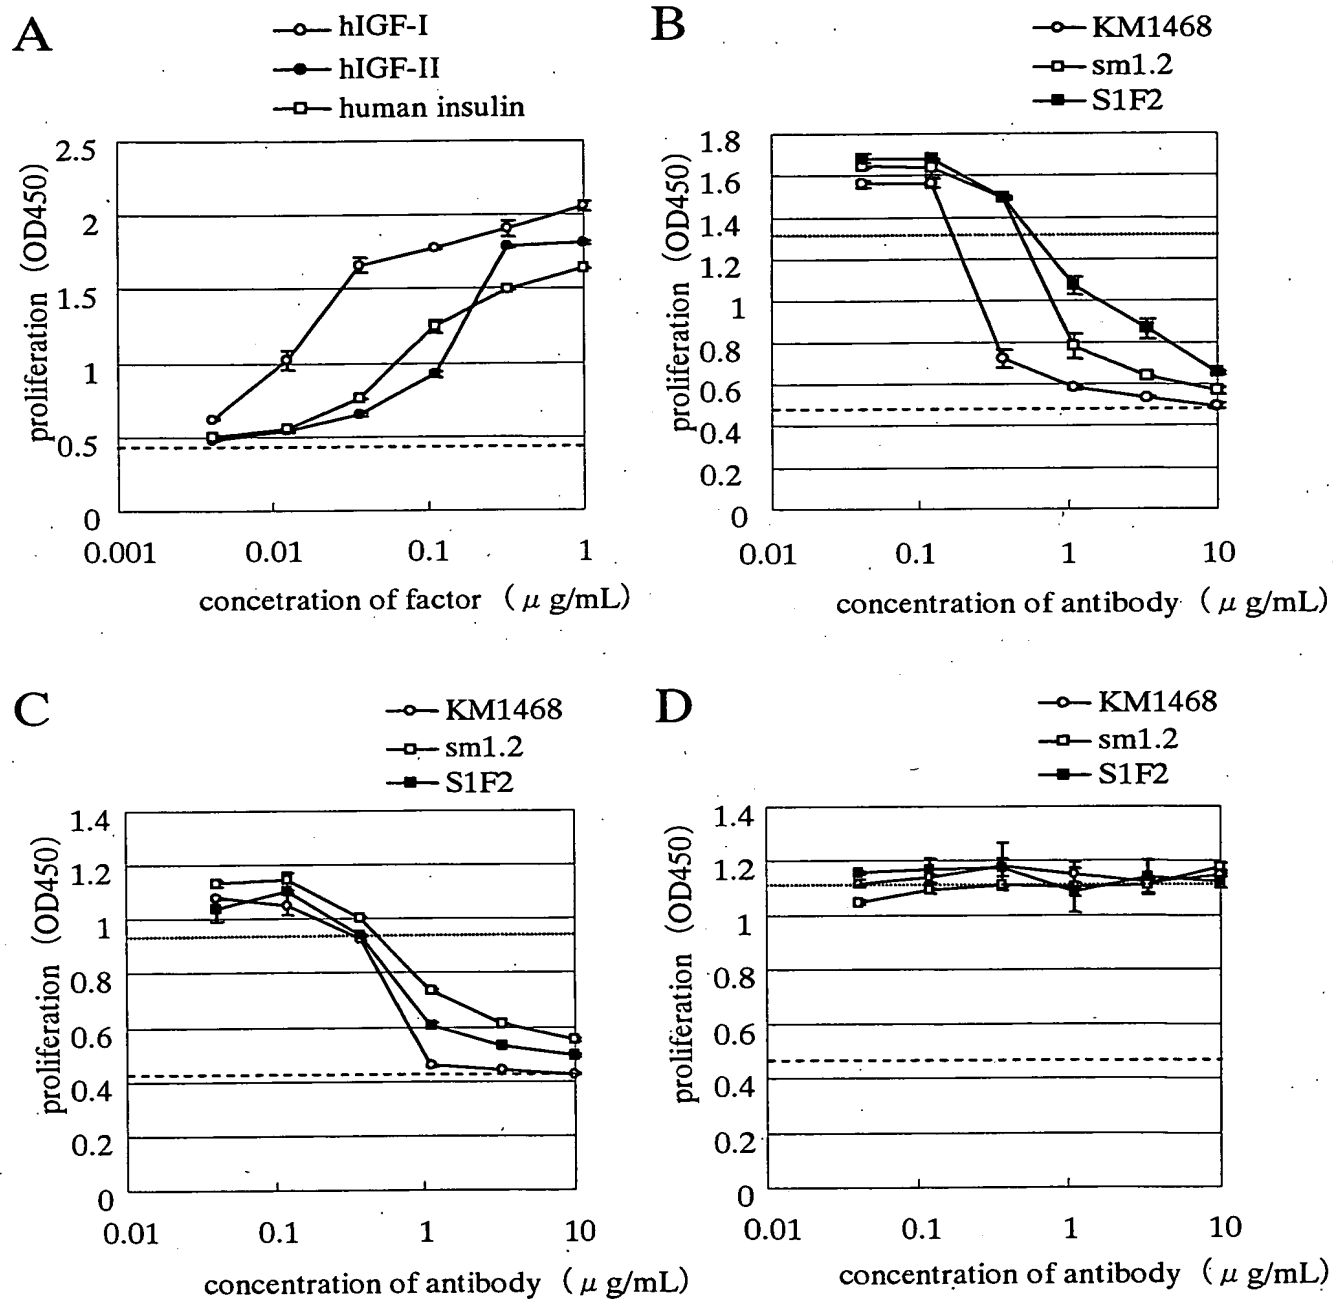 A
hIGF-I
hIGF-II
human insulin
2.5
2
1.5
1
0.5
0
0.001 0.01 0.1 1
proliferation (OD450)
concetration of factor (μ g/mL)
B
KM1468
sm1.2
S1F2
1.8
1.6
1.4
1.2
1
0.8
0.6
0.4
0.2
0
0.01 0.1 1 10
proliferation (OD450)
concentration of antibody (μ g/mL)
C
KM1468
sm1.2
S1F2
1.4
1.2
1
0.8
0.6
0.4
0.2
0
0.01 0.1 1 10
proliferation (OD450)
concentration of antibody (μ g/mL)
D
KM1468
sm1.2
S1F2
1.4
1.2
1
0.8
0.6
0.4
0.2
0
0.01 0.1 1 10
proliferation (OD450)
concentration of antibody (μ g/mL)